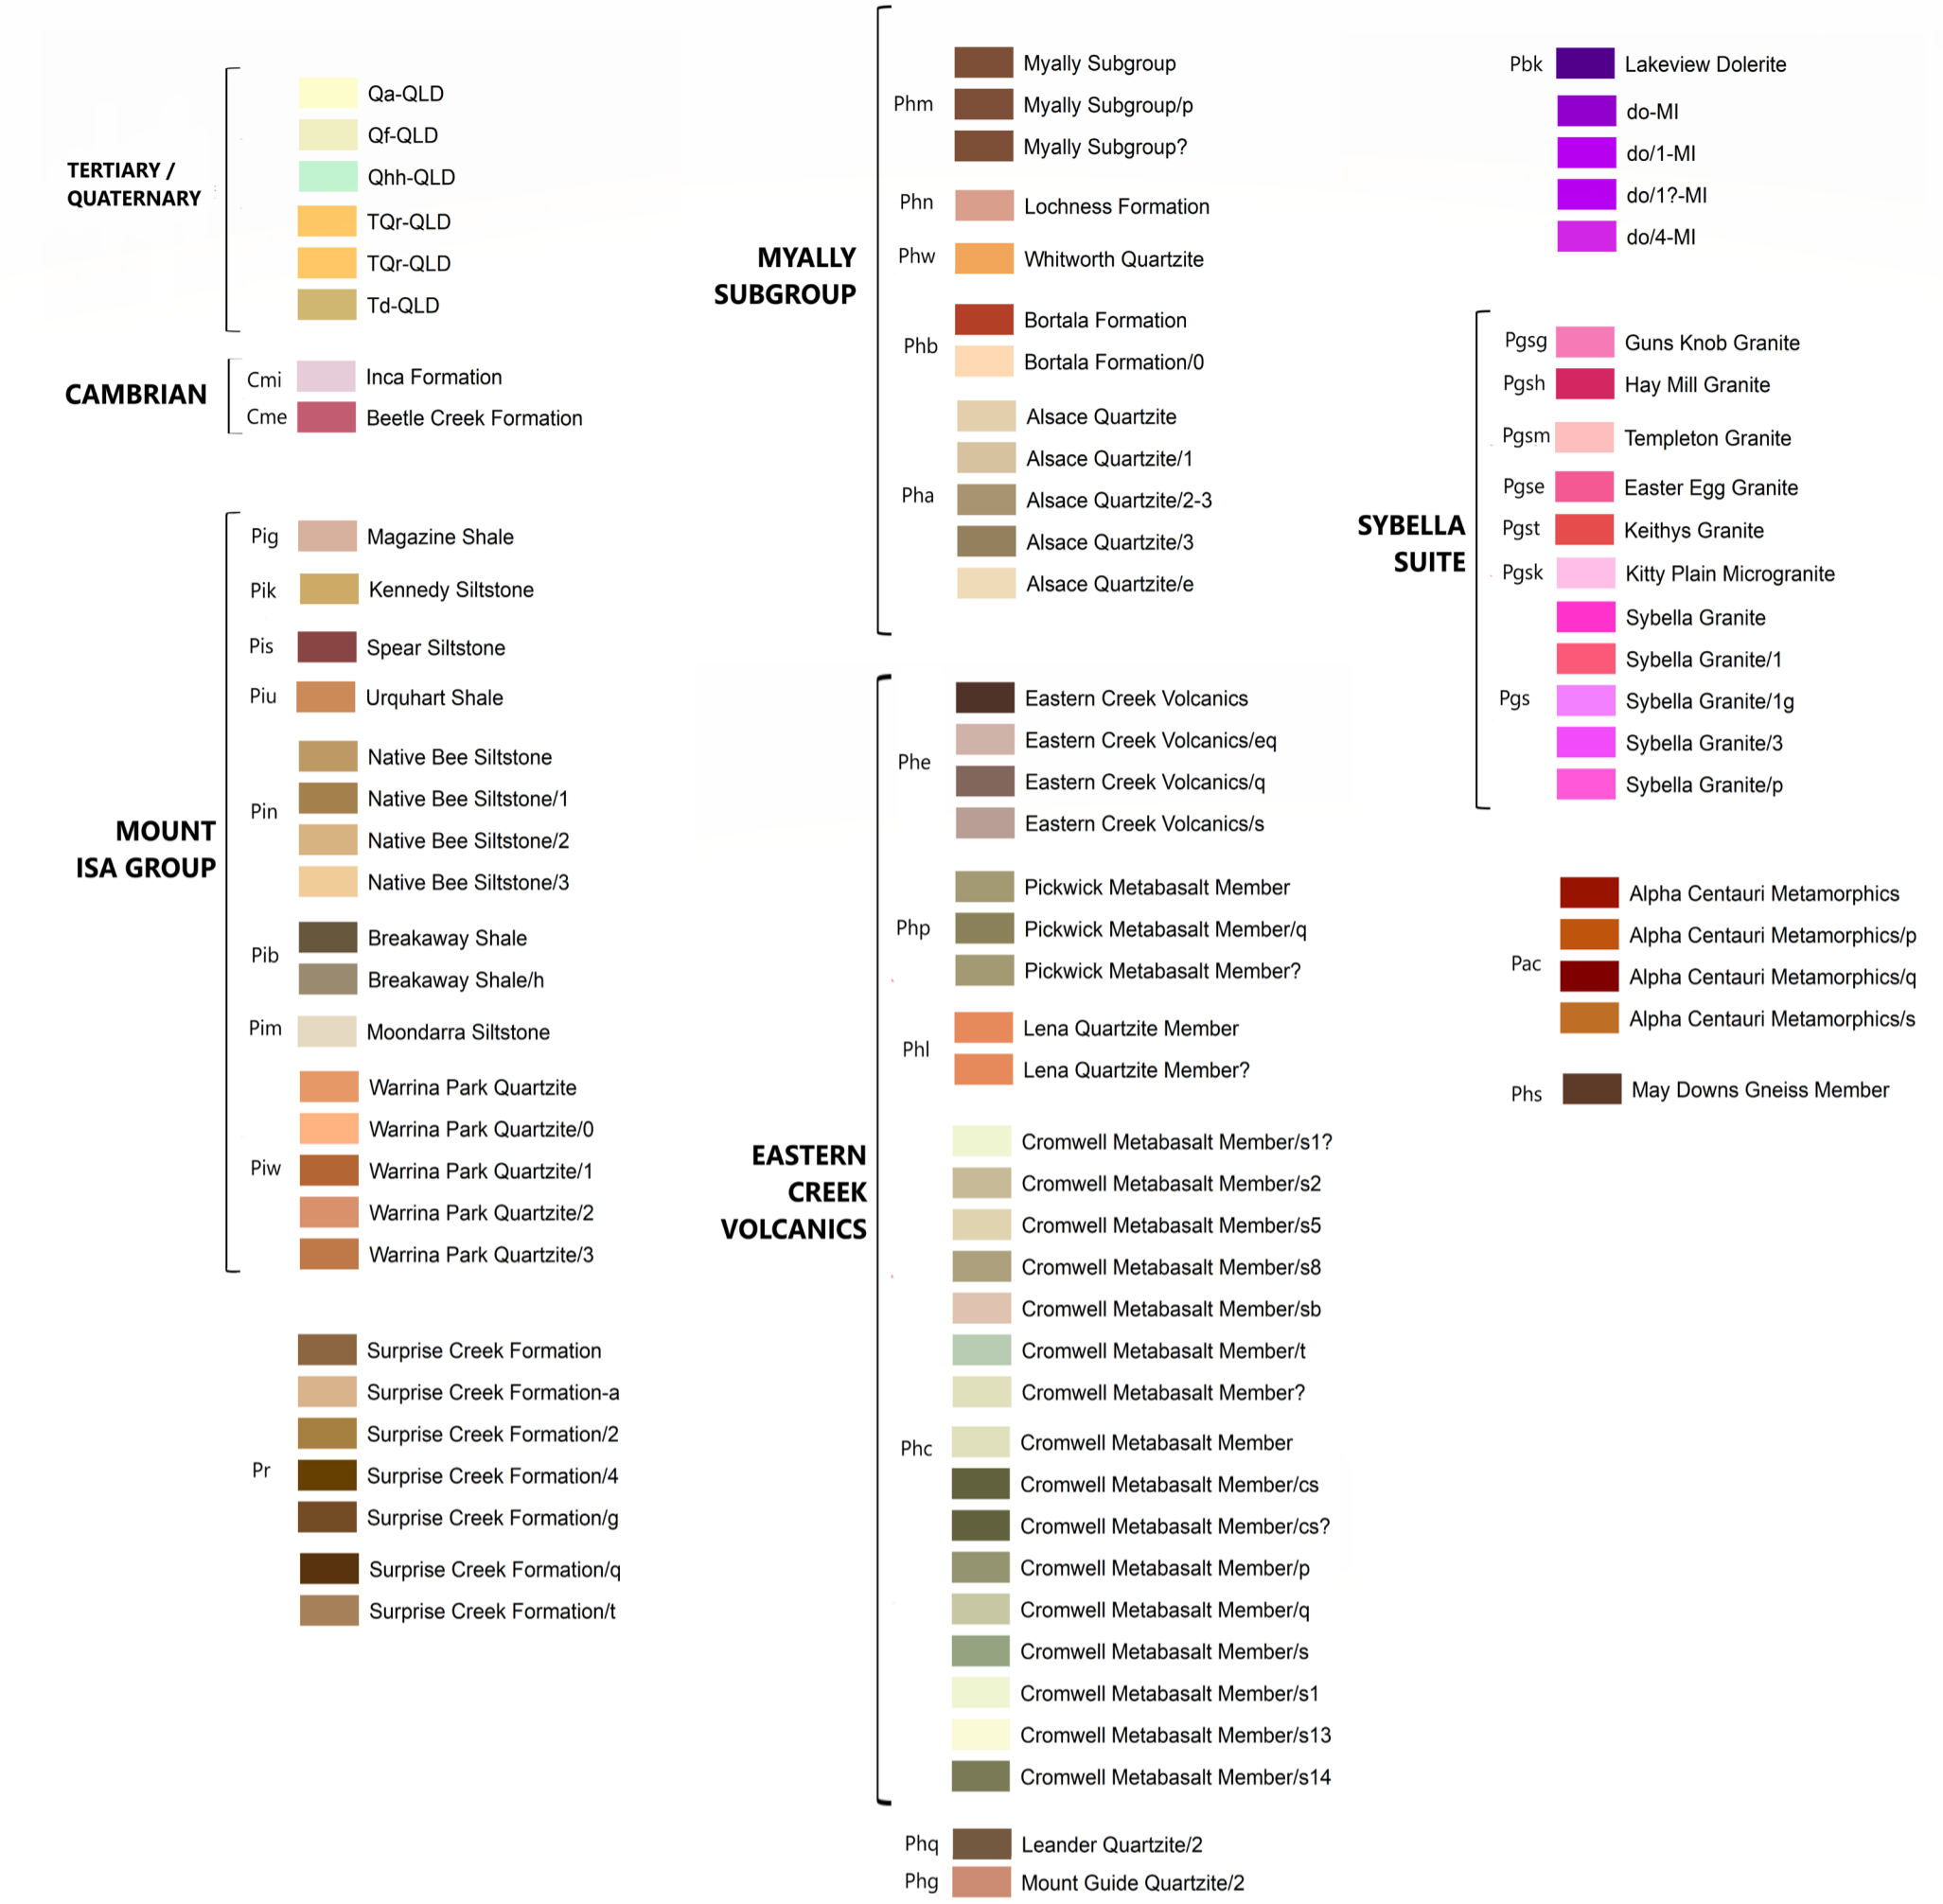 TERTIARY /
QUATERNARY
Qa-QLD
Qf-QLD
Qhh-QLD
TQr-QLD
TQr-QLD
Td-QLD
CAMBRIAN
Cmi Inca Formation
Cme Beetle Creek Formation
MOUNT
ISA GROUP
Pig Magazine Shale
Pik Kennedy Siltstone
Pis Spear Siltstone
Piu Urquhart Shale
Pin
Native Bee Siltstone
Native Bee Siltstone/1
Native Bee Siltstone/2
Native Bee Siltstone/3
Pib
Breakaway Shale
Breakaway Shale/h
Pim Moondarra Siltstone
Piw
Warrina Park Quartzite
Warrina Park Quartzite/0
Warrina Park Quartzite/1
Warrina Park Quartzite/2
Warrina Park Quartzite/3
Pr
Surprise Creek Formation
Surprise Creek Formation-a
Surprise Creek Formation/2
Surprise Creek Formation/4
Surprise Creek Formation/g
Surprise Creek Formation/q
Surprise Creek Formation/t
MYALLY
SUBGROUP
Phm
Myally Subgroup
Myally Subgroup/p
Myally Subgroup?
Phn Lochness Formation
Phw Whitworth Quartzite
Phb
Bortala Formation
Bortala Formation/0
Pha
Alsace Quartzite
Alsace Quartzite/1
Alsace Quartzite/2-3
Alsace Quartzite/3
Alsace Quartzite/e
EASTERN
CREEK
VOLCANICS
Phe
Eastern Creek Volcanics
Eastern Creek Volcanics/eq
Eastern Creek Volcanics/q
Eastern Creek Volcanics/s
Php
Pickwick Metabasalt Member
Pickwick Metabasalt Member/q
Pickwick Metabasalt Member?
Phl
Lena Quartzite Member
Lena Quartzite Member?
Phc
Cromwell Metabasalt Member/s1?
Cromwell Metabasalt Member/s2
Cromwell Metabasalt Member/s5
Cromwell Metabasalt Member/s8
Cromwell Metabasalt Member/sb
Cromwell Metabasalt Member/t
Cromwell Metabasalt Member?
Cromwell Metabasalt Member
Cromwell Metabasalt Member/cs
Cromwell Metabasalt Member/cs?
Cromwell Metabasalt Member/p
Cromwell Metabasalt Member/q
Cromwell Metabasalt Member/s
Cromwell Metabasalt Member/s1
Cromwell Metabasalt Member/s13
Cromwell Metabasalt Member/s14
Phq Leander Quartzite/2
Phg Mount Guide Quartzite/2
Pbk Lakeview Dolerite
do-MI
do/1-MI
do/1?-MI
do/4-MI
SYBELLA
SUITE
Pgsg Guns Knob Granite
Pgsh Hay Mill Granite
Pgsm Templeton Granite
Pgse Easter Egg Granite
Pgst Keithys Granite
Pgsk Kitty Plain Microgranite
Pgs
Sybella Granite
Sybella Granite/1
Sybella Granite/1g
Sybella Granite/3
Sybella Granite/p
Pac
Alpha Centauri Metamorphics
Alpha Centauri Metamorphics/p
Alpha Centauri Metamorphics/q
Alpha Centauri Metamorphics/s
Phs May Downs Gneiss Member